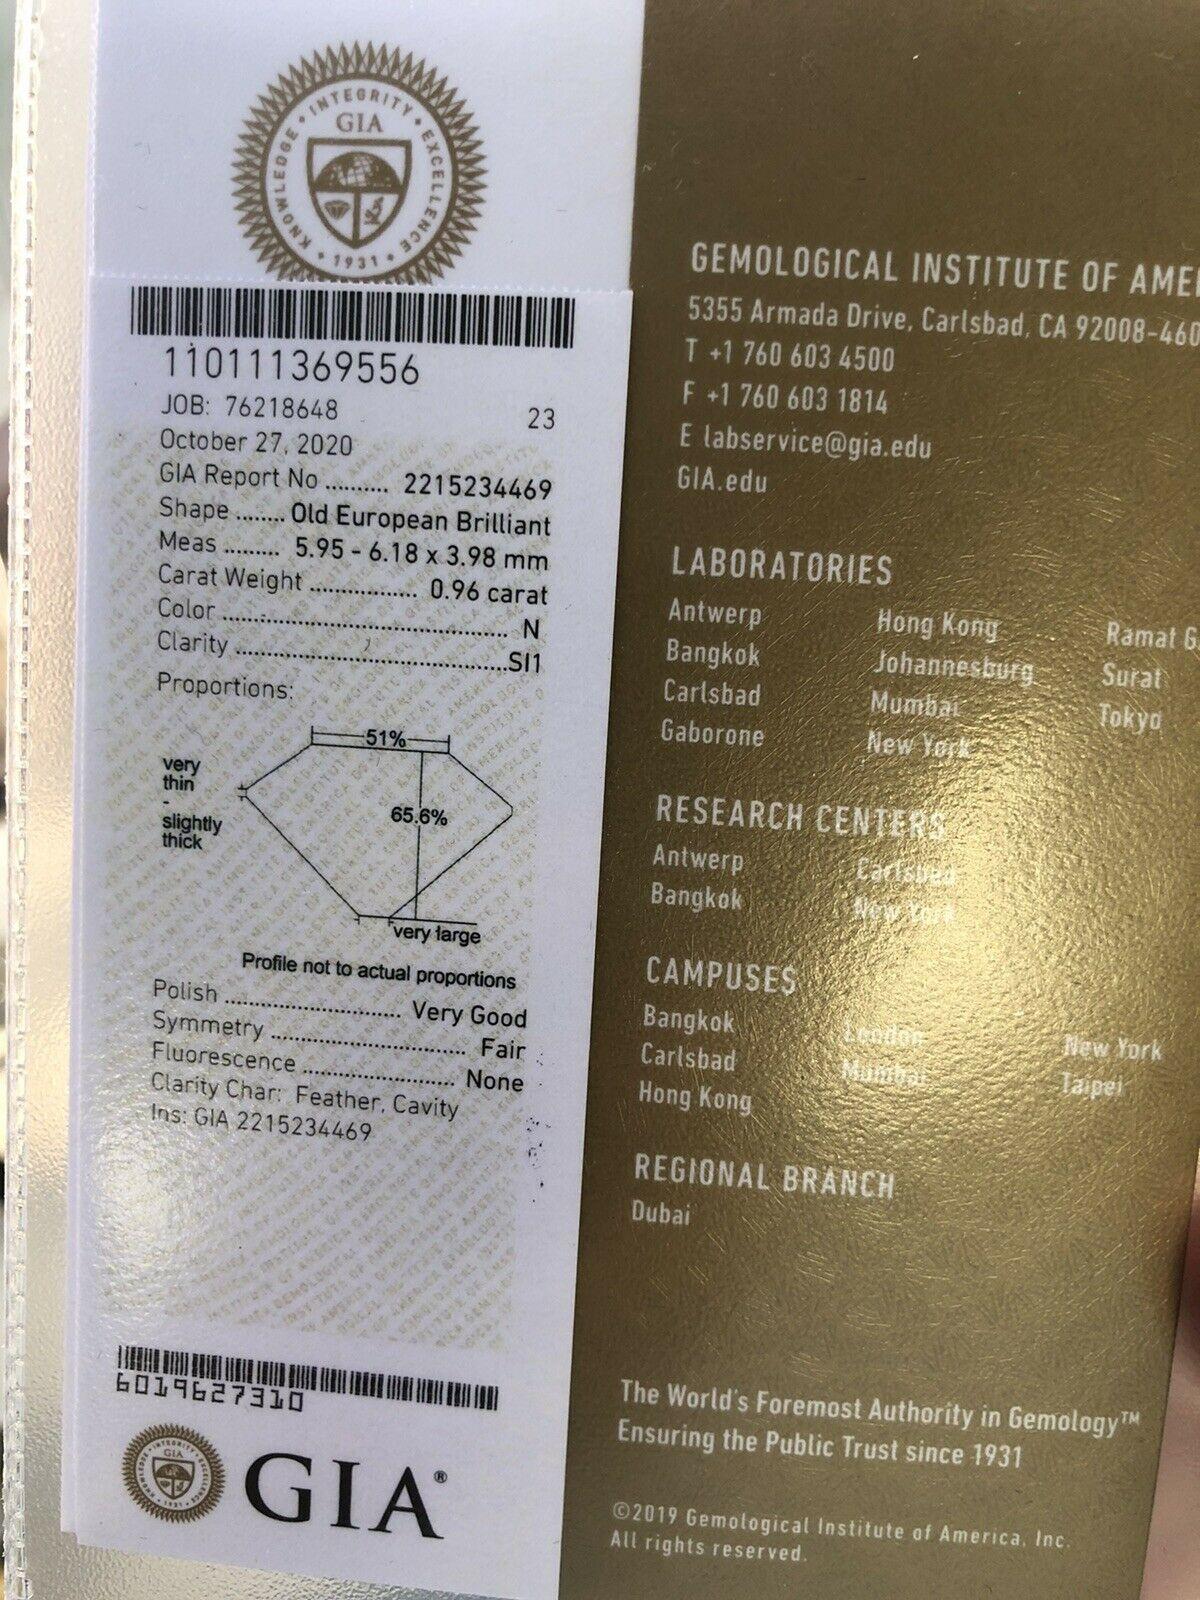 KNOWLEDGE • INTEGRITY • EXCELLENCE • 1931 •
GIA
110111369556
JOB: 76218648 23
October 27, 2020
GIA Report No .......... 2215234469
Shape ........ Old European Brilliant
Meas ......... 5.95 - 6.18 x 3.98 mm
Carat Weight ................ 0.96 carat
Color .......................................... N
Clarity ........................................ SI1
Proportions:
51%
very
thin
-
slightly
thick
65.6%
very large
Profile not to actual proportions
Polish .......................... Very Good
Symmetry ............................. Fair
Fluorescence ...................... None
Clarity Char: Feather, Cavity
Ins: GIA 2215234469
6019627310
GIA®
GEMOLOGICAL INSTITUTE OF AME
5355 Armada Drive, Carlsbad, CA 92008-460
T +1 760 603 4500
F +1 760 603 1814
E labservice@gia.edu
GIA.edu
LABORATORIES
Antwerp Hong Kong Ramat G
Bangkok Johannesburg Surat
Carlsbad Mumbai Tokyo
Gaborone New York
RESEARCH CENTERS
Antwerp Carlsbad
Bangkok New York
CAMPUSES
Bangkok London New York
Carlsbad Mumbai Taipei
Hong Kong
REGIONAL BRANCH
Dubai
The World's Foremost Authority in Gemology™
Ensuring the Public Trust since 1931
©2019 Gemological Institute of America, Inc.
All rights reserved.